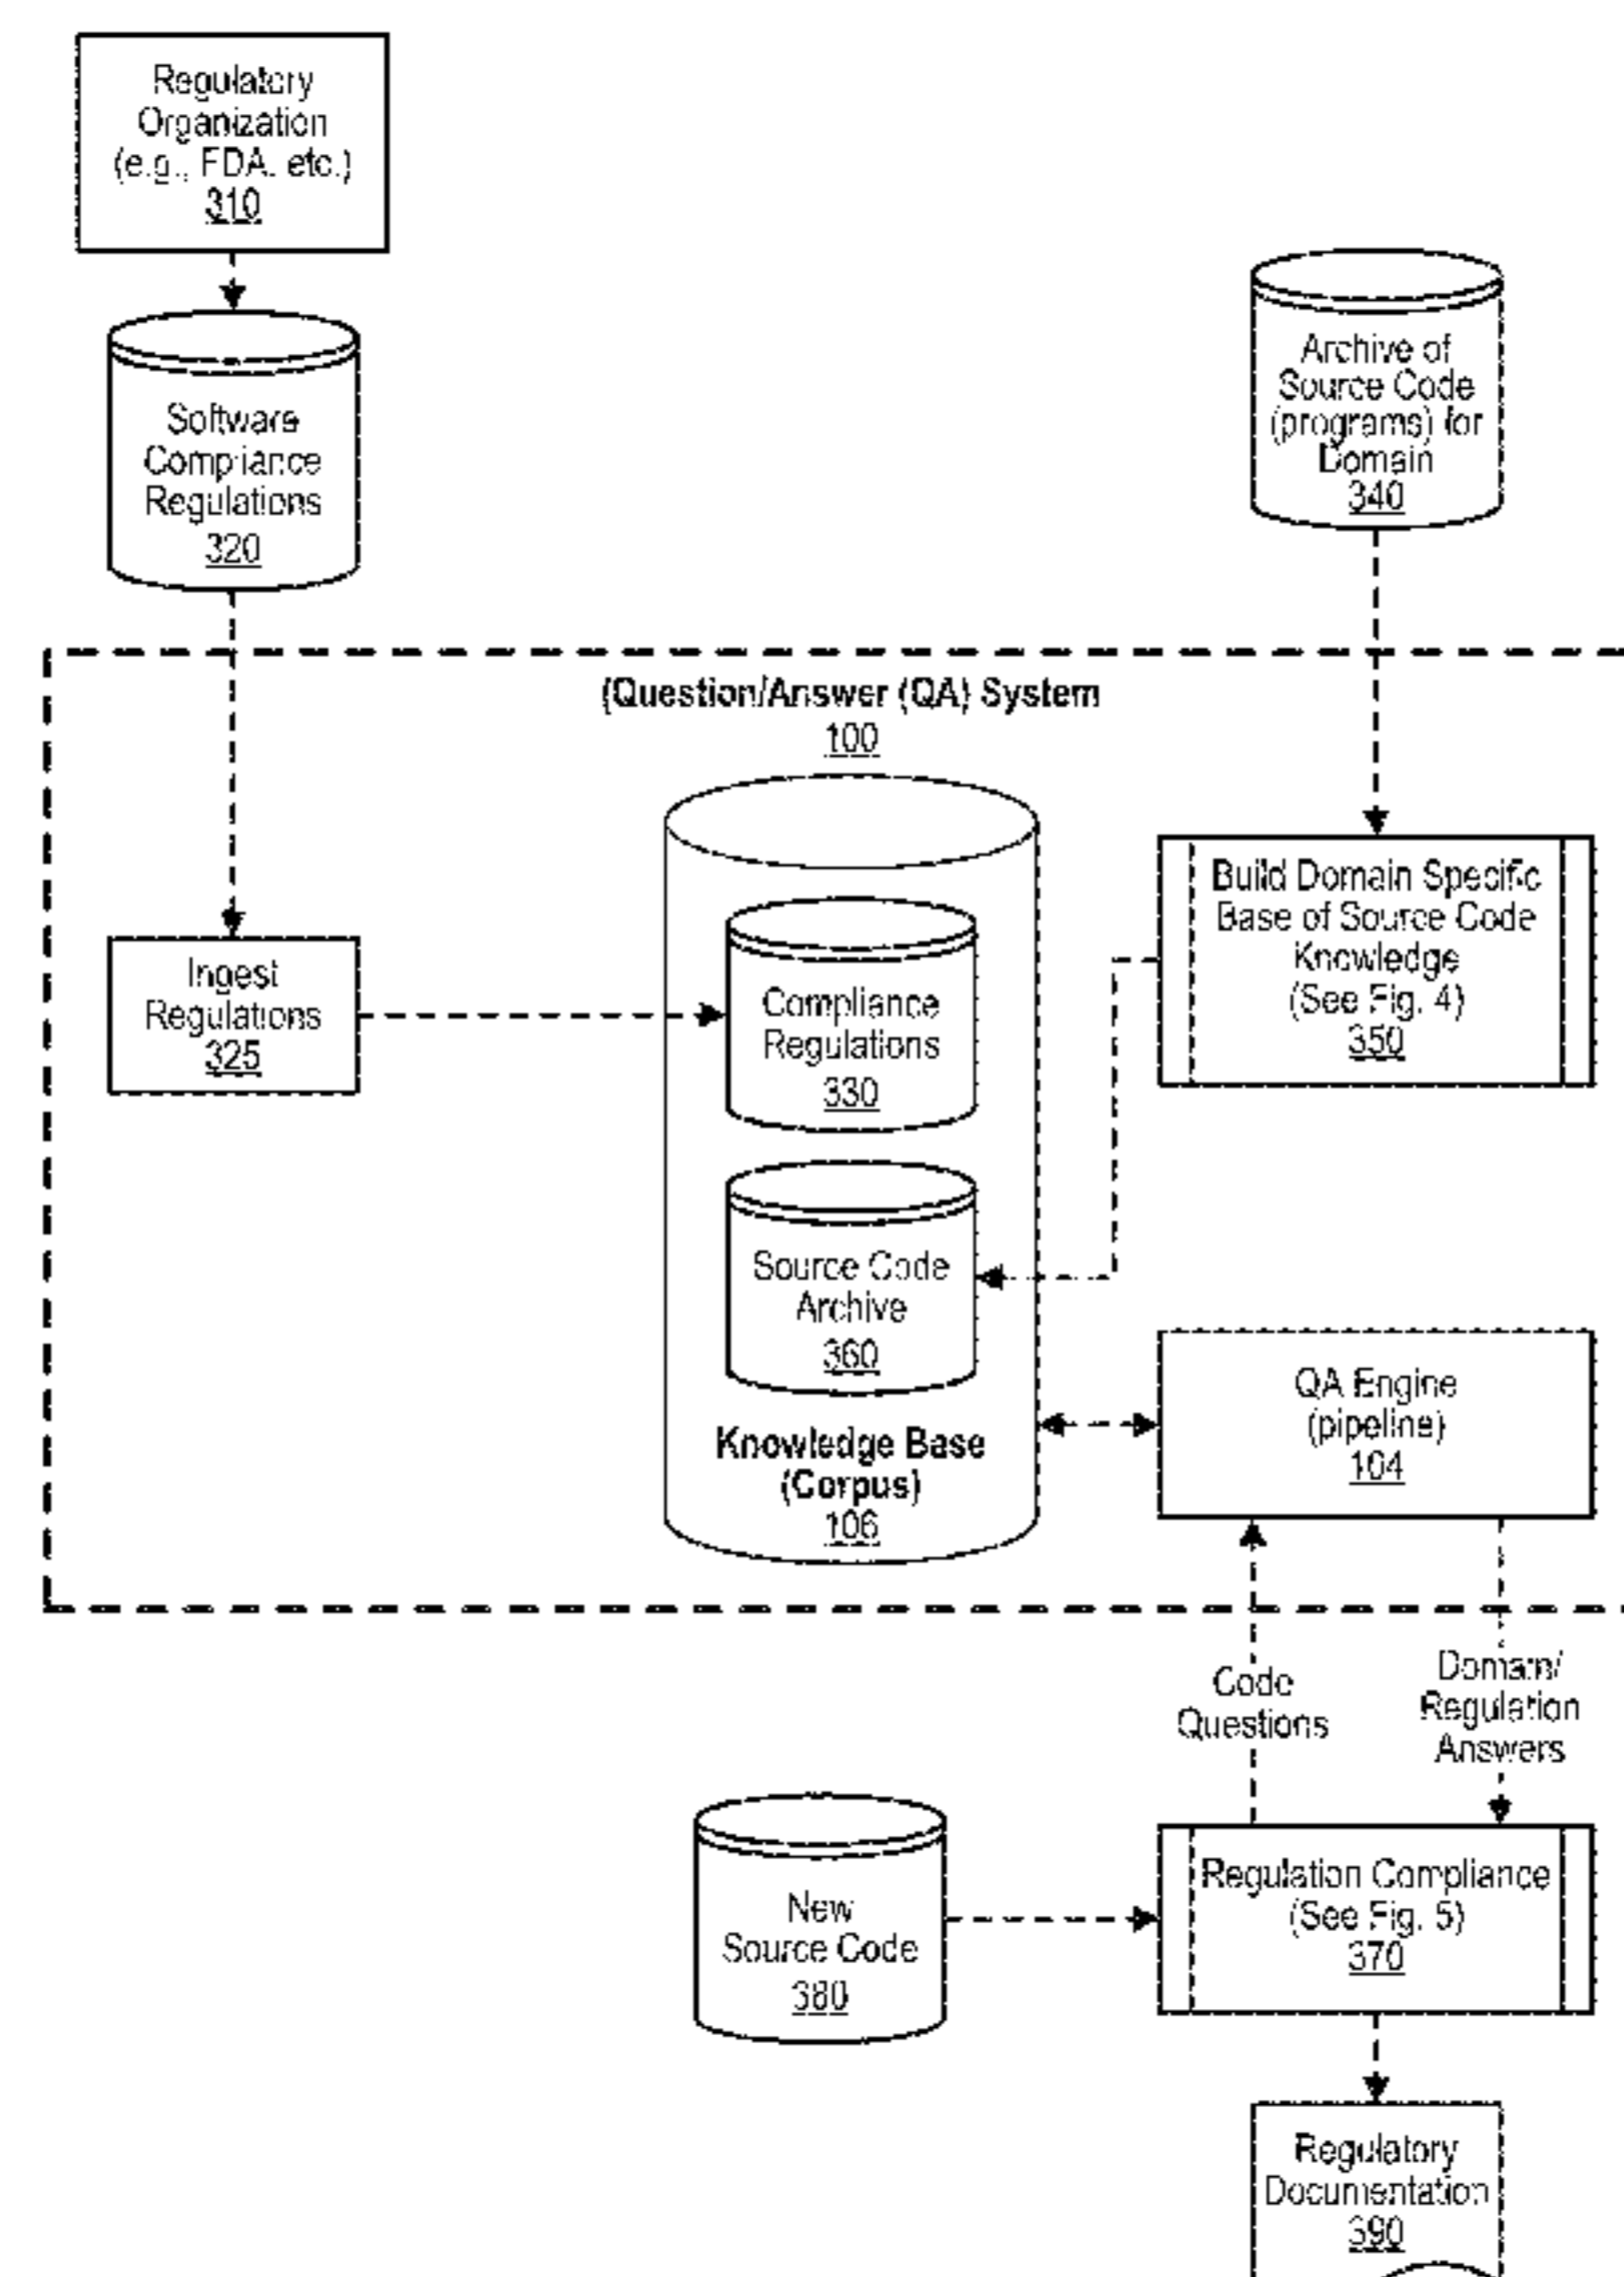 Regulatory
Organization
(e.g., FDA, etc.)
310
Software
Compliance
Regulations
320
Archive of
Source Code
(programs) for
Domain
340
(Question/Answer (QA) System
100
Build Domain Specific
Base of Source Code
Knowledge
(See Fig. 4)
350
Ingest
Regulations
325
Compliance
Regulations
330
Source Code
Archive
360
Knowledge Base
(Corpus)
106
QA Engine
(pipeline)
104
Code
Questions
Domain/
Regulation
Answers
New
Source Code
380
Regulation Compliance
(See Fig. 5)
370
Regulatory
Documentation
390